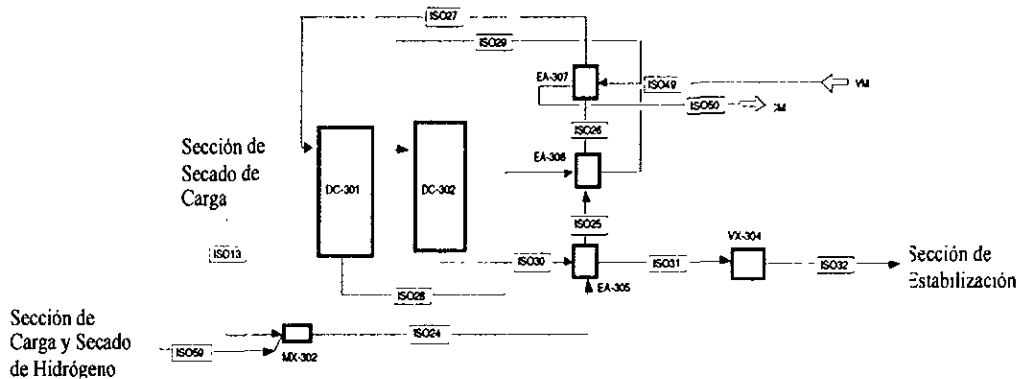 ISO27
ISO29
EA-307
ISO49
VM
ISO50
ISO26
Sección de
Secado de
Carga
DC-301
DC-302
EA-306
ISO25
VX-304
ISO13
ISO30
ISO31
ISO32
Sección de
Estabilización
EA-305
ISO28
Sección de
Carga y Secado
de Hidrógeno
ISO24
ISO59
MX-302